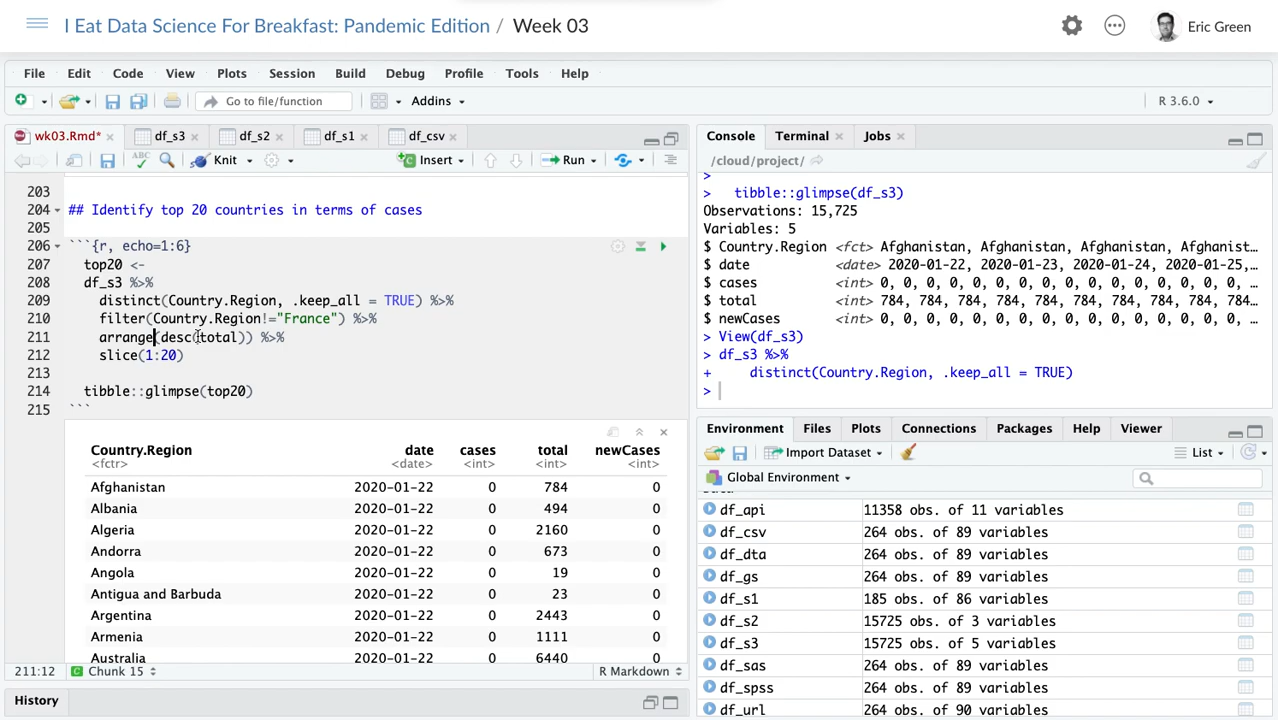 I Eat Data Science For Breakfast: Pandemic Edition / Week 03
Eric Green
File Edit Code View Plots Session Build Debug Profile Tools Help
Go to file/function Addins R 3.6.0
wk03.Rmd* df_s3 df_s2 df_s1 df_csv
ABC Knit Insert Run
203
204 ## Identify top 20 countries in terms of cases
205
206 ```{r, echo=1:6}
207 top20 <-
208 df_s3 %>%
209 distinct(Country.Region, .keep_all = TRUE) %>%
210 filter(Country.Region!="France") %>%
211 arrange(desc(total)) %>%
212 slice(1:20)
213
214 tibble::glimpse(top20)
215 ```
Country.Region date cases total newCases
<fctr> <date> <int> <int> <int>
Afghanistan 2020-01-22 0 784 0
Albania 2020-01-22 0 494 0
Algeria 2020-01-22 0 2160 0
Andorra 2020-01-22 0 673 0
Angola 2020-01-22 0 19 0
Antigua and Barbuda 2020-01-22 0 23 0
Argentina 2020-01-22 0 2443 0
Armenia 2020-01-22 0 1111 0
Australia 2020-01-22 0 6440 0
211:12 Chunk 15 R Markdown
History
Console Terminal Jobs
/cloud/project/
>
> tibble::glimpse(df_s3)
Observations: 15,725
Variables: 5
$ Country.Region <fct> Afghanistan, Afghanistan, Afghanistan, Afghanist…
$ date <date> 2020-01-22, 2020-01-23, 2020-01-24, 2020-01-25,…
$ cases <int> 0, 0, 0, 0, 0, 0, 0, 0, 0, 0, 0, 0, 0, 0, 0, 0, …
$ total <int> 784, 784, 784, 784, 784, 784, 784, 784, 784, 78…
$ newCases <int> 0, 0, 0, 0, 0, 0, 0, 0, 0, 0, 0, 0, 0, 0, 0, 0, …
> View(df_s3)
> df_s3 %>%
+ distinct(Country.Region, .keep_all = TRUE)
>
Environment Files Plots Connections Packages Help Viewer
Import Dataset List
Global Environment
df_api 11358 obs. of 11 variables
df_csv 264 obs. of 89 variables
df_dta 264 obs. of 89 variables
df_gs 264 obs. of 89 variables
df_s1 185 obs. of 86 variables
df_s2 15725 obs. of 3 variables
df_s3 15725 obs. of 5 variables
df_sas 264 obs. of 89 variables
df_spss 264 obs. of 89 variables
df_url 264 obs. of 90 variables